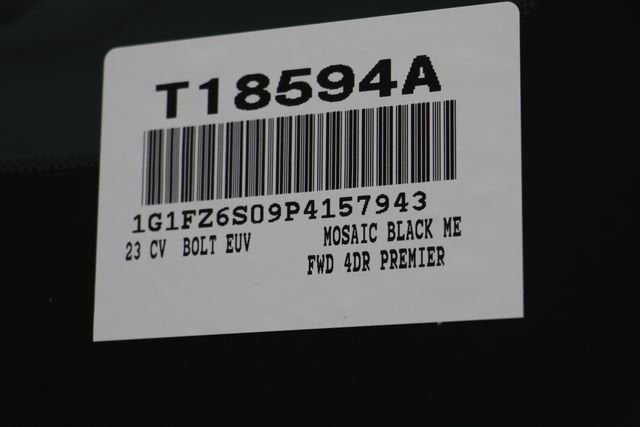 T18594A
1G1FZ6S09P4157943
23 CV BOLT EUV MOSAIC BLACK ME
FWD 4DR PREMIER